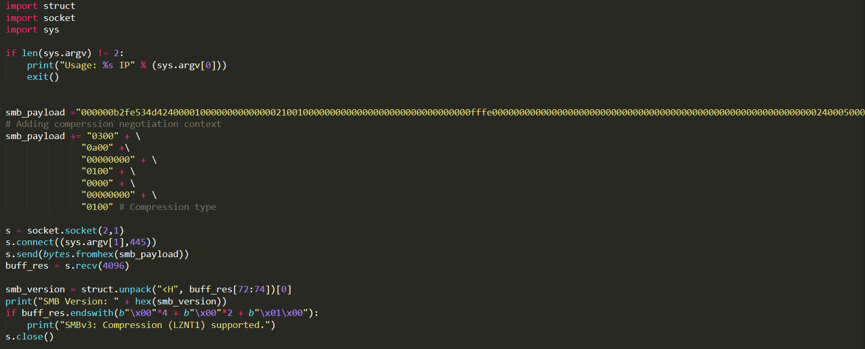 import struct
import socket
import sys
if len(sys.argv) != 2:
print("Usage: %s IP" % (sys.argv[0]))
exit()
smb_payload ="000000b2fe534d4240000100000000000000210010000000000000000000000000000000fffe000000000000000000000000000000000000000000000000000000000000240005000
# Adding comperssion negotiation context
smb_payload += "0300" + \
"0a00" +\
"00000000" + \
"0100" + \
"0000" + \
"00000000" + \
"0100" # Compression type
s = socket.socket(2,1)
s.connect((sys.argv[1],445))
s.send(bytes.fromhex(smb_payload))
buff_res = s.recv(4096)
smb_version = struct.unpack("<H", buff_res[72:74])[0]
print("SMB Version: " + hex(smb_version))
if buff_res.endswith(b"\x00"*4 + b"\x00"*2 + b"\x01\x00"):
print("SMBv3: Compression (LZNT1) supported.")
s.close()